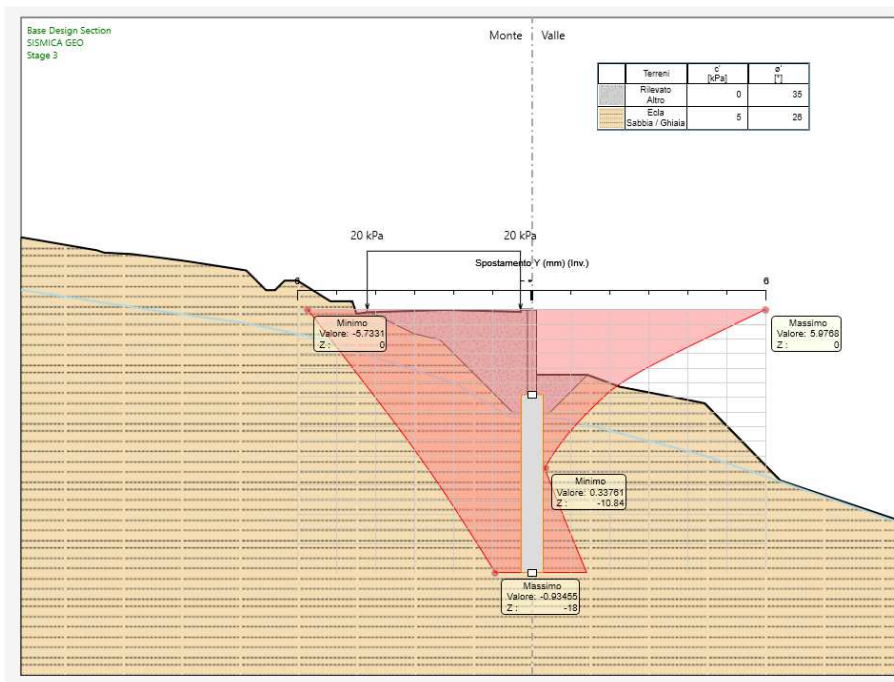 Base Design Section
SISMICA GEO
Stage 3
Monte Valle
Terreni c' [kPa] ø' [°]
Rilevato
Altro 0 35
Ecla
Sabbia / Ghiaia 5 26
20 kPa 20 kPa
Spostamento Y (mm) (Inv.)
6 6
Minimo
Valore: -5.7331
Z : 0
Massimo
Valore: 5.9768
Z : 0
Minimo
Valore: 0.33761
Z : -10.84
Massimo
Valore: -0.93455
Z : -18